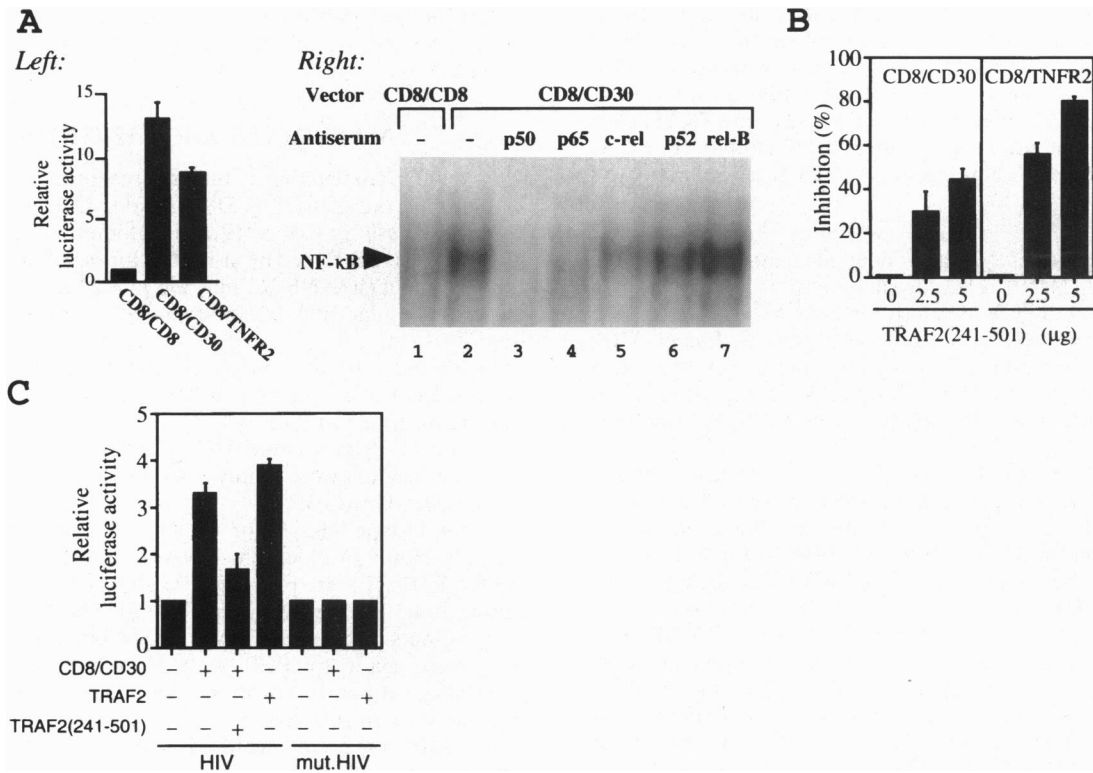 A
Left:
15
10
5
0
Relative
luciferase activity
CD8/CD8
CD8/CD30
CD8/TNFR2
Right:
Vector CD8/CD8 CD8/CD30
Antiserum – – p50 p65 c-rel p52 rel-B
NF-κB
1 2 3 4 5 6 7
B
100
80
60
40
20
0
Inhibition (%)
CD8/CD30 CD8/TNFR2
0 2.5 5 0 2.5 5
TRAF2(241-501) (μg)
C
5
4
3
2
1
0
Relative
luciferase activity
CD8/CD30 – + + – – + –
TRAF2 – – – + – – +
TRAF2(241-501) – – + – – – –
HIV mut.HIV